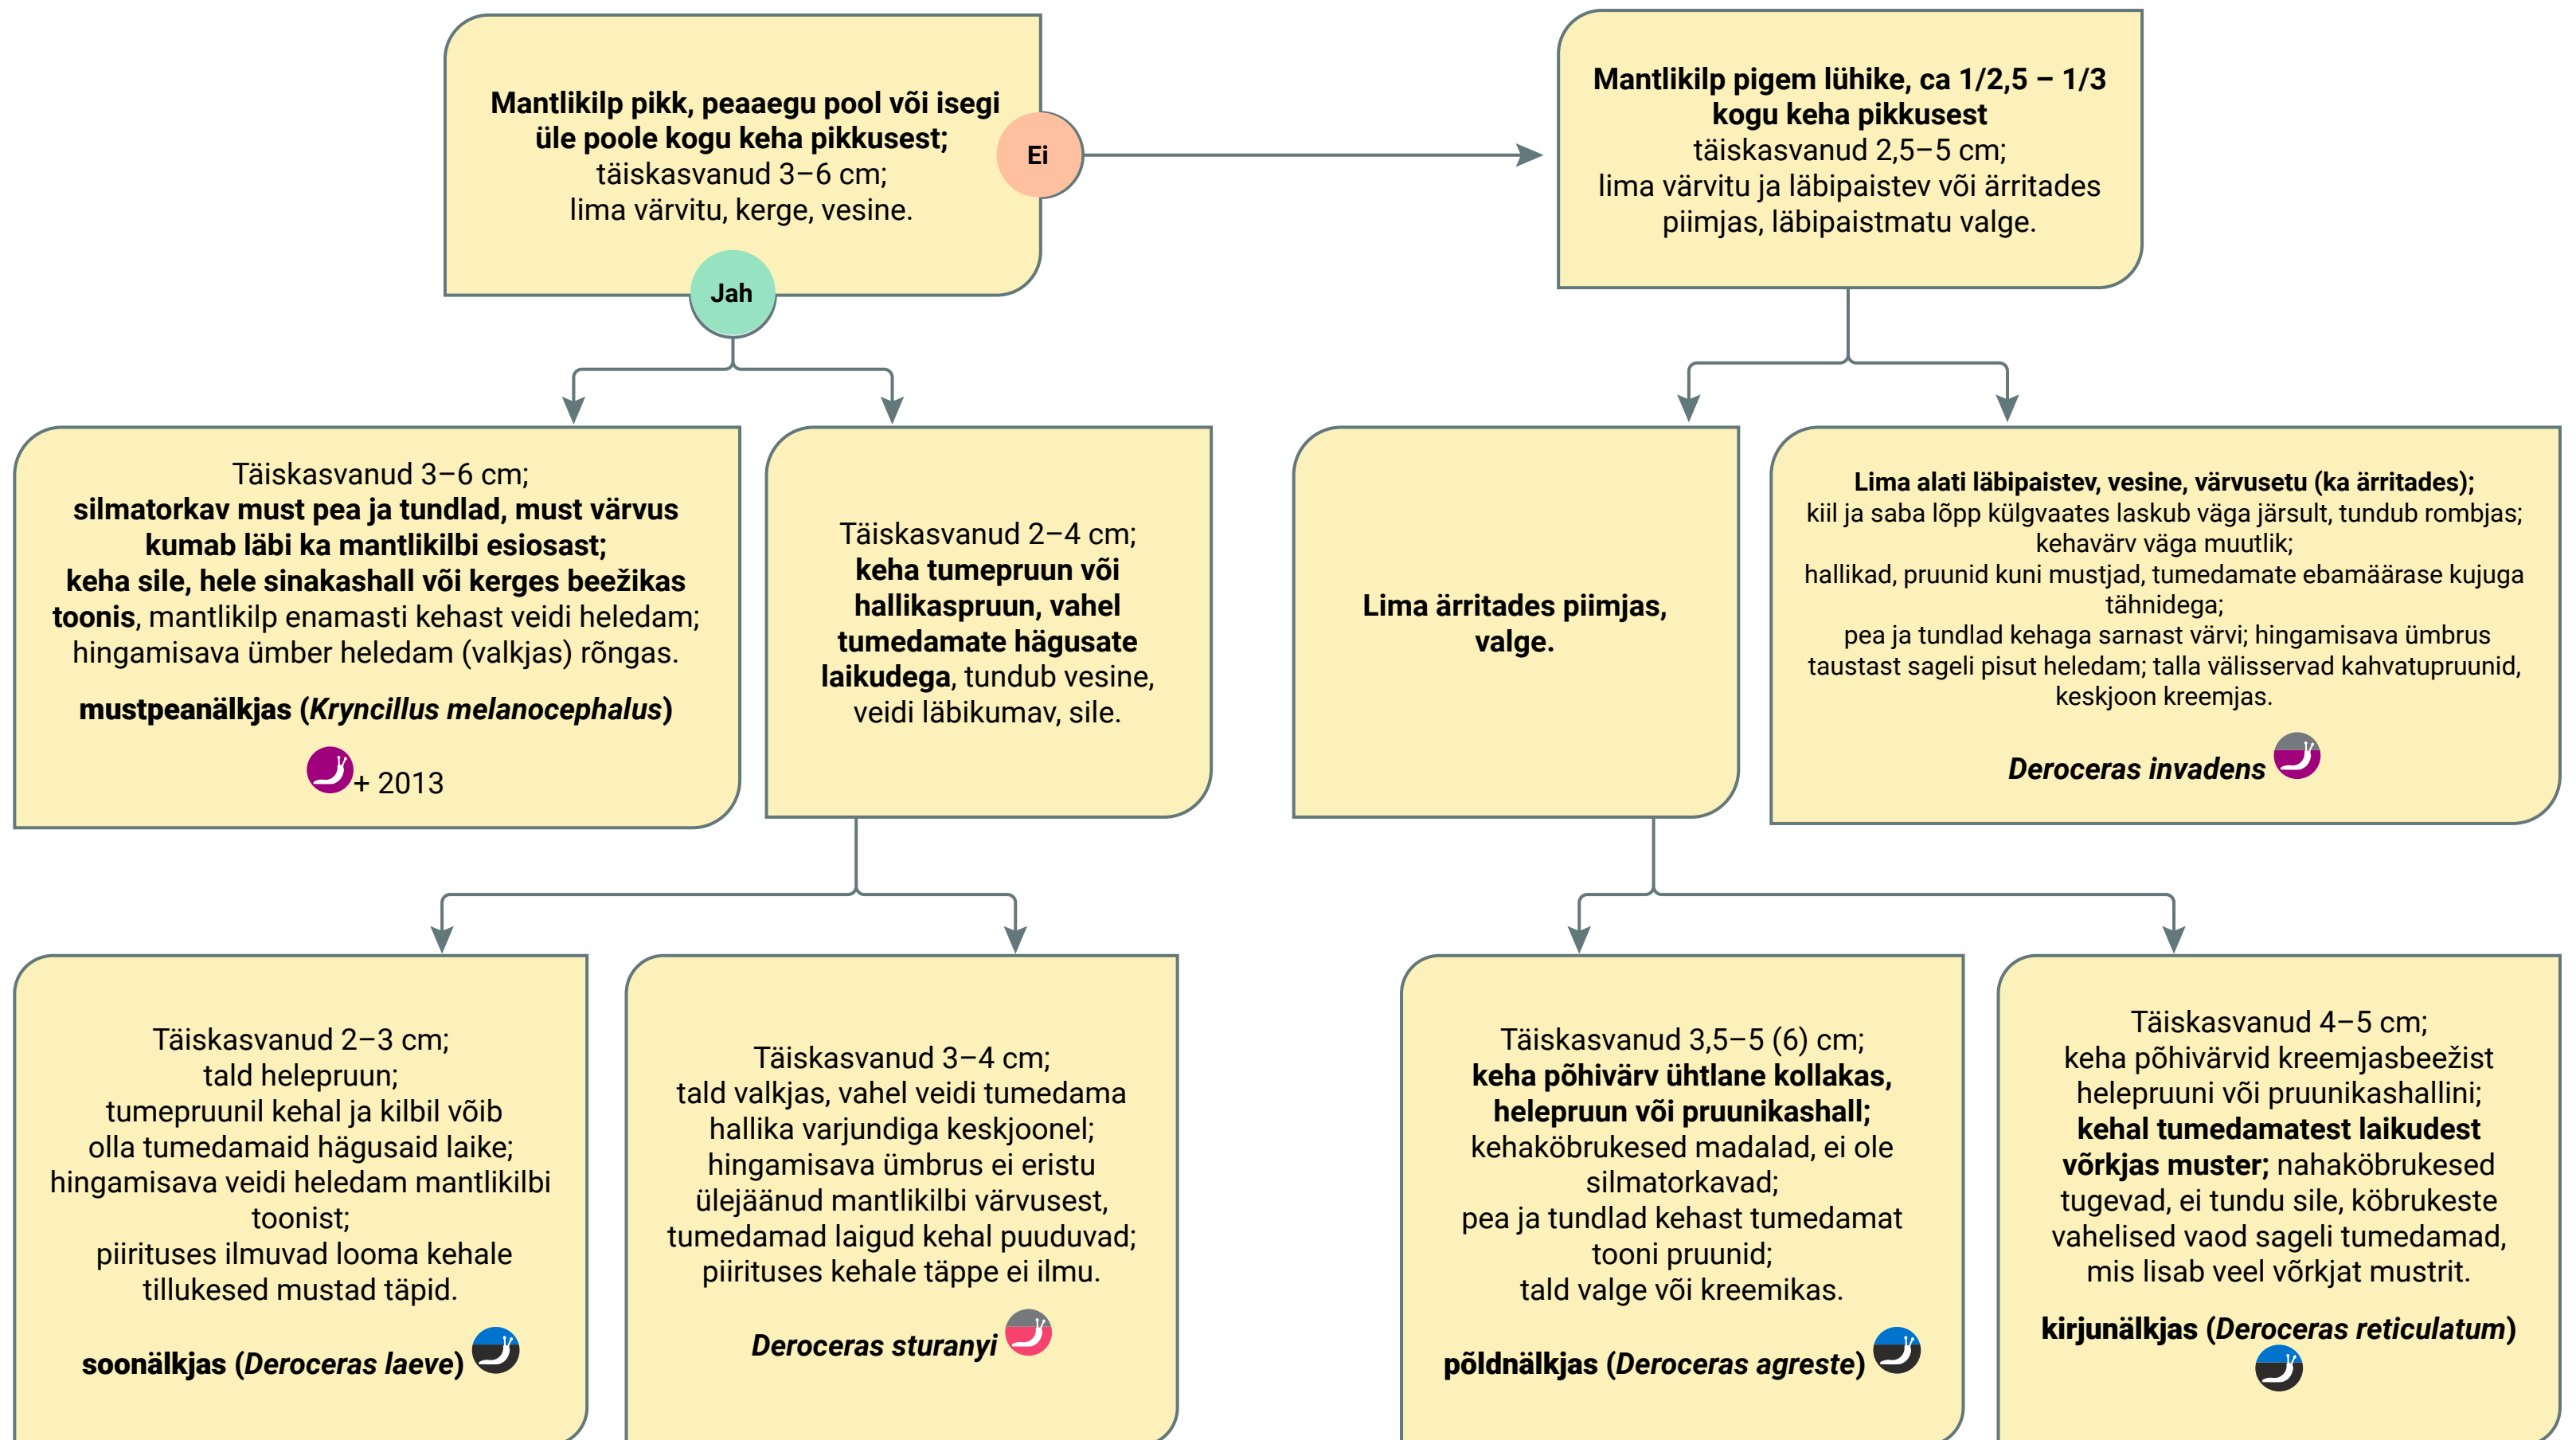 Mantlikilp pikk, peaaegu pool või isegi
üle poole kogu keha pikkusest;
täiskasvanud 3–6 cm;
lima värvitu, kerge, vesine.
Ei
Jah
Mantlikilp pigem lühike, ca 1/2,5 – 1/3
kogu keha pikkusest
täiskasvanud 2,5–5 cm;
lima värvitu ja läbipaistev või ärritades
piimjas, läbipaistmatu valge.
Täiskasvanud 3–6 cm;
silmatorkav must pea ja tundlad, must värvus
kumab läbi ka mantlikilbi esiosast;
keha sile, hele sinakashall või kerges beežikas
toonis, mantlikilp enamasti kehast veidi heledam;
hingamisava ümber heledam (valkjas) rõngas.
mustpeanälkjas (Kryncillus melanocephalus)
+ 2013
Täiskasvanud 2–4 cm;
keha tumepruun või
hallikaspruun, vahel
tumedamate hägusate
laikudega, tundub vesine,
veidi läbikumav, sile.
Lima ärritades piimjas,
valge.
Lima alati läbipaistev, vesine, värvusetu (ka ärritades);
kiil ja saba lõpp külgvaates laskub väga järsult, tundub rombjas;
kehavärv väga muutlik;
hallikad, pruunid kuni mustjad, tumedamate ebamäärase kujuga
tähnidega;
pea ja tundlad kehaga sarnast värvi; hingamisava ümbrus
taustast sageli pisut heledam; talla välisservad kahvatupruunid,
keskjoon kreemjas.
Deroceras invadens
Täiskasvanud 2–3 cm;
tald helepruun;
tumepruunil kehal ja kilbil võib
olla tumedamaid hägusaid laike;
hingamisava veidi heledam mantlikilbi
toonist;
piirituses ilmuvad looma kehale
tillukesed mustad täpid.
soonälkjas (Deroceras laeve)
Täiskasvanud 3–4 cm;
tald valkjas, vahel veidi tumedama
hallika varjundiga keskjoonel;
hingamisava ümbrus ei eristu
ülejäänud mantlikilbi värvusest,
tumedamad laigud kehal puuduvad;
piirituses kehale täppe ei ilmu.
Deroceras sturanyi
Täiskasvanud 3,5–5 (6) cm;
keha põhivärv ühtlane kollakas,
helepruun või pruunikashall;
kehaköbrukesed madalad, ei ole
silmatorkavad;
pea ja tundlad kehast tumedamat
tooni pruunid;
tald valge või kreemikas.
põldnälkjas (Deroceras agreste)
Täiskasvanud 4–5 cm;
keha põhivärvid kreemjasbeežist
helepruuni või pruunikashallini;
kehal tumedamatest laikudest
võrkjas muster; nahaköbrukesed
tugevad, ei tundu sile, köbrukeste
vahelised vaod sageli tumedamad,
mis lisab veel võrkjat mustrit.
kirjunälkjas (Deroceras reticulatum)